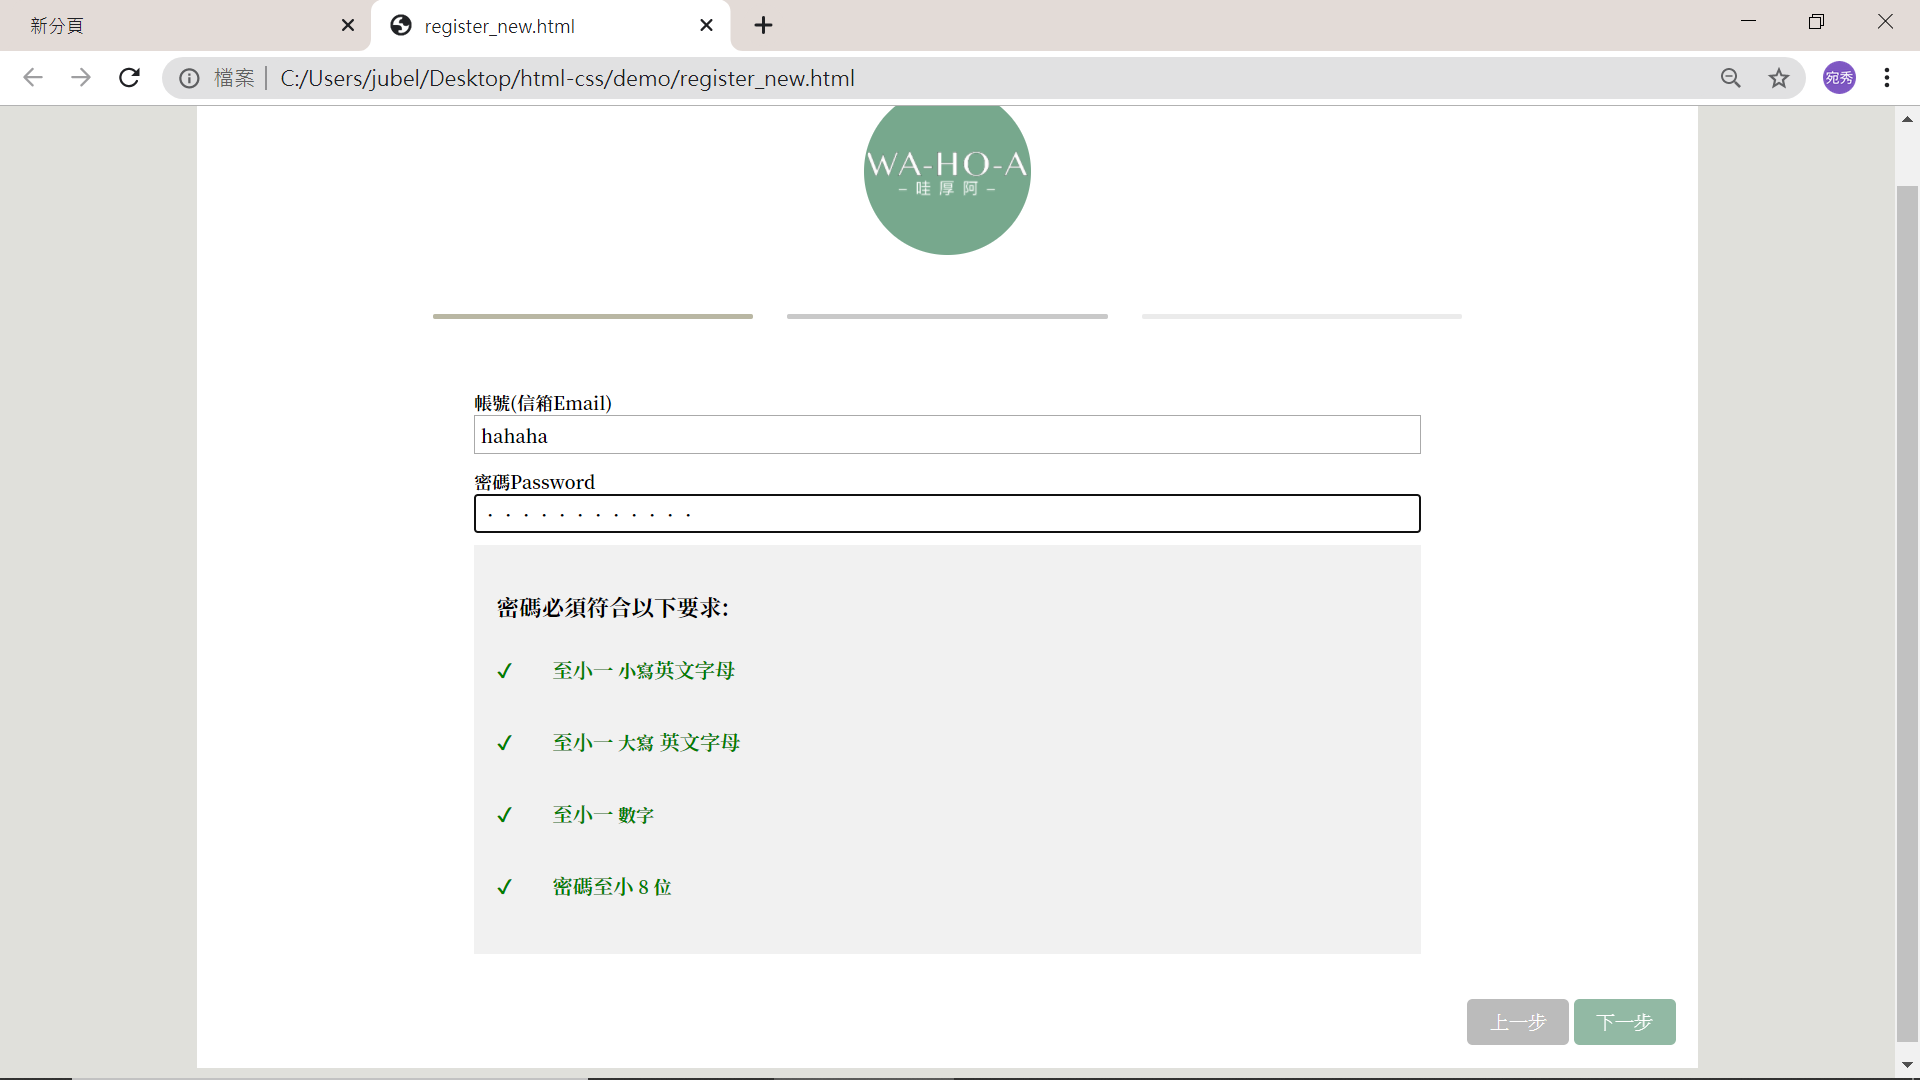 新分頁
register_new.html
檔案
C:/Users/jubel/Desktop/html-css/demo/register_new.html
宛秀
WA-HO-A
– 哇厚阿 –
帳號(信箱Email)
hahaha
密碼Password
············
密碼必須符合以下要求:
✓ 至小一 小寫英文字母
✓ 至小一 大寫 英文字母
✓ 至小一 數字
✓ 密碼至小 8 位
上一步
下一步